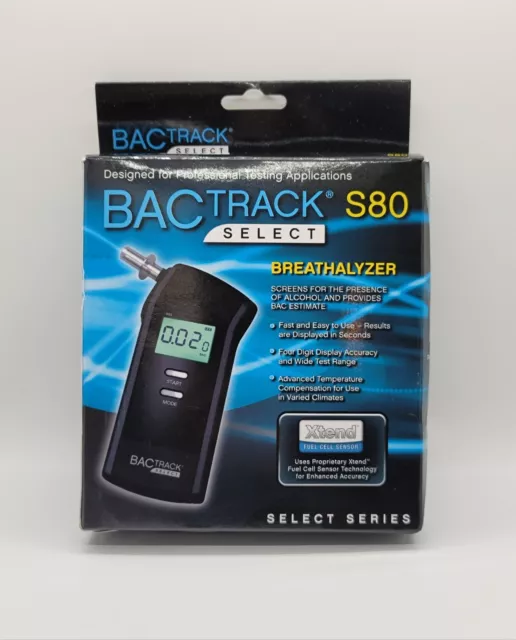 BACTRACK®
SELECT
Designed for Professional Testing Applications
BACTRACK® S80
SELECT
BREATHALYZER
SCREENS FOR THE PRESENCE
OF ALCOHOL AND PROVIDES
BAC ESTIMATE
• Fast and Easy to Use – Results
are Displayed in Seconds
• Four Digit Display Accuracy
and Wide Test Range
• Advanced Temperature
Compensation for Use
in Varied Climates
0.020
START
MODE
BACTRACK®
SELECT
Xtend™
FUEL CELL SENSOR
Uses Proprietary Xtend™
Fuel Cell Sensor Technology
for Enhanced Accuracy
SELECT SERIES